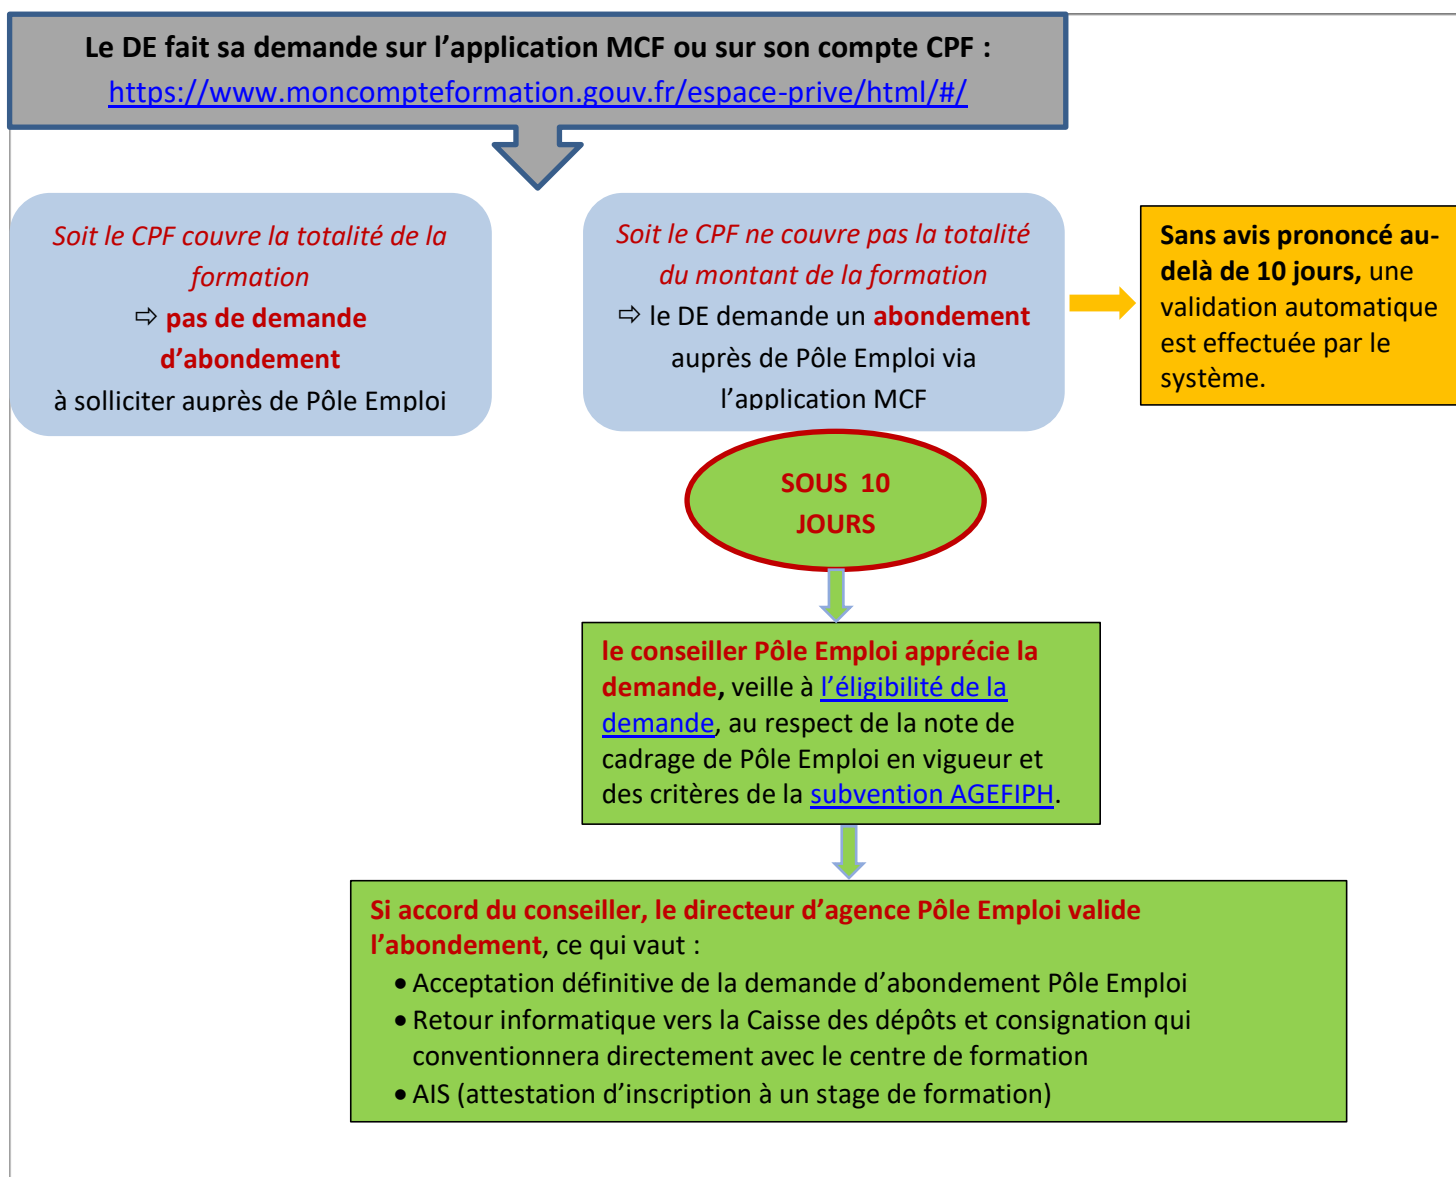 Le DE fait sa demande sur l’application MCF ou sur son compte CPF :
https://www.moncompteformation.gouv.fr/espace-prive/html/#/
Soit le CPF couvre la totalité de la
formation
⇨ pas de demande
d’abondement
à solliciter auprès de Pôle Emploi
Soit le CPF ne couvre pas la totalité
du montant de la formation
⇨ le DE demande un abondement
auprès de Pôle Emploi via
l’application MCF
Sans avis prononcé au-
delà de 10 jours, une
validation automatique
est effectuée par le
système.
SOUS 10
JOURS
le conseiller Pôle Emploi apprécie la
demande, veille à l’éligibilité de la
demande, au respect de la note de
cadrage de Pôle Emploi en vigueur et
des critères de la subvention AGEFIPH.
Si accord du conseiller, le directeur d’agence Pôle Emploi valide
l’abondement, ce qui vaut :
• Acceptation définitive de la demande d’abondement Pôle Emploi
• Retour informatique vers la Caisse des dépôts et consignation qui
conventionnera directement avec le centre de formation
• AIS (attestation d’inscription à un stage de formation)